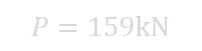 P = 159kN